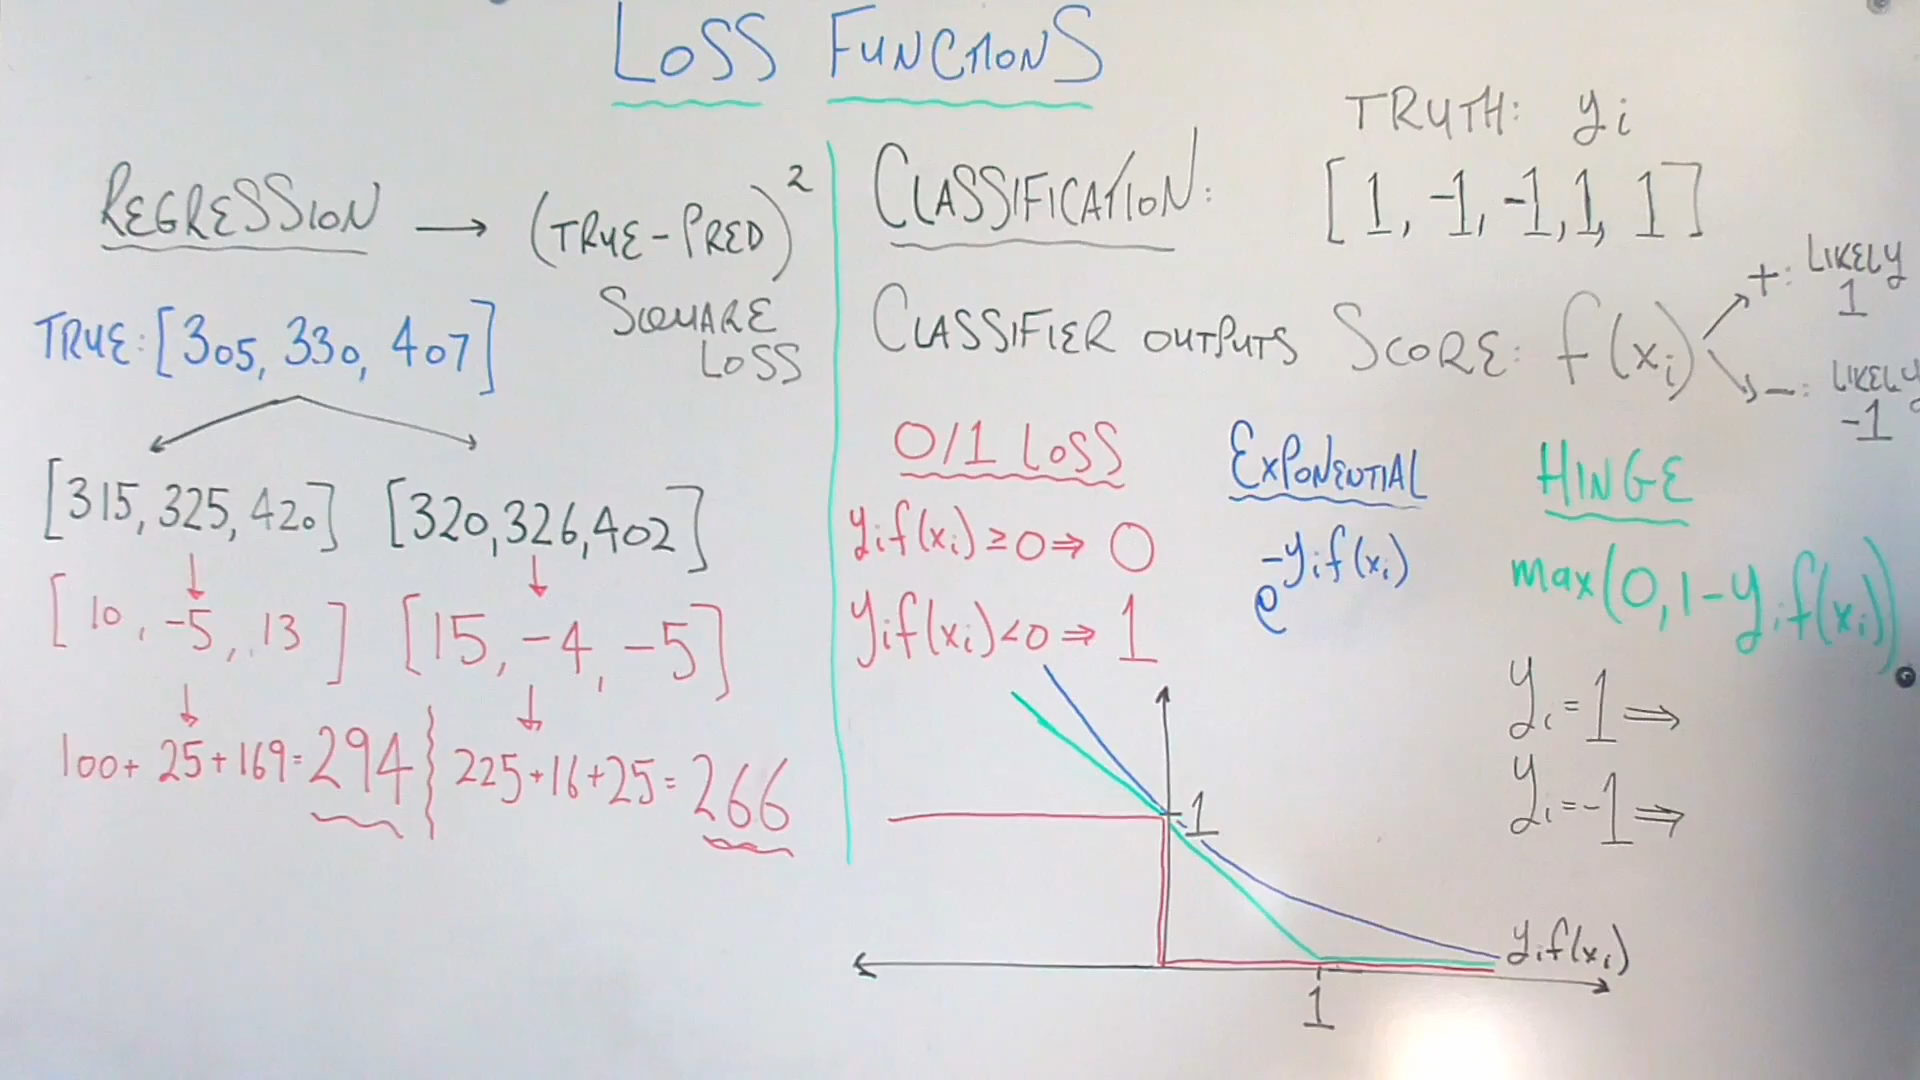 LOSS FUNCTIONS
REGRESSION → (TRUE - PRED)²
SQUARE
LOSS
TRUE: [305, 330, 407]
[315, 325, 420] [320, 326, 402]
[10, -5, 13] [15, -4, -5]
100 + 25 + 169 = 294 225 + 16 + 25 = 266
TRUTH: yᵢ
CLASSIFICATION: [1, -1, -1, 1, 1]
CLASSIFIER OUTPUTS SCORE: f(xᵢ)
+: LIKELY
1
-: LIKELY
-1
0/1 LOSS
yᵢf(xᵢ) ≥ 0 ⇒ 0
yᵢf(xᵢ) < 0 ⇒ 1
EXPONENTIAL
e^(-yᵢf(xᵢ))
HINGE
max(0, 1 - yᵢf(xᵢ))
yᵢ = 1 ⇒
yᵢ = -1 ⇒
1
yᵢf(xᵢ)
1